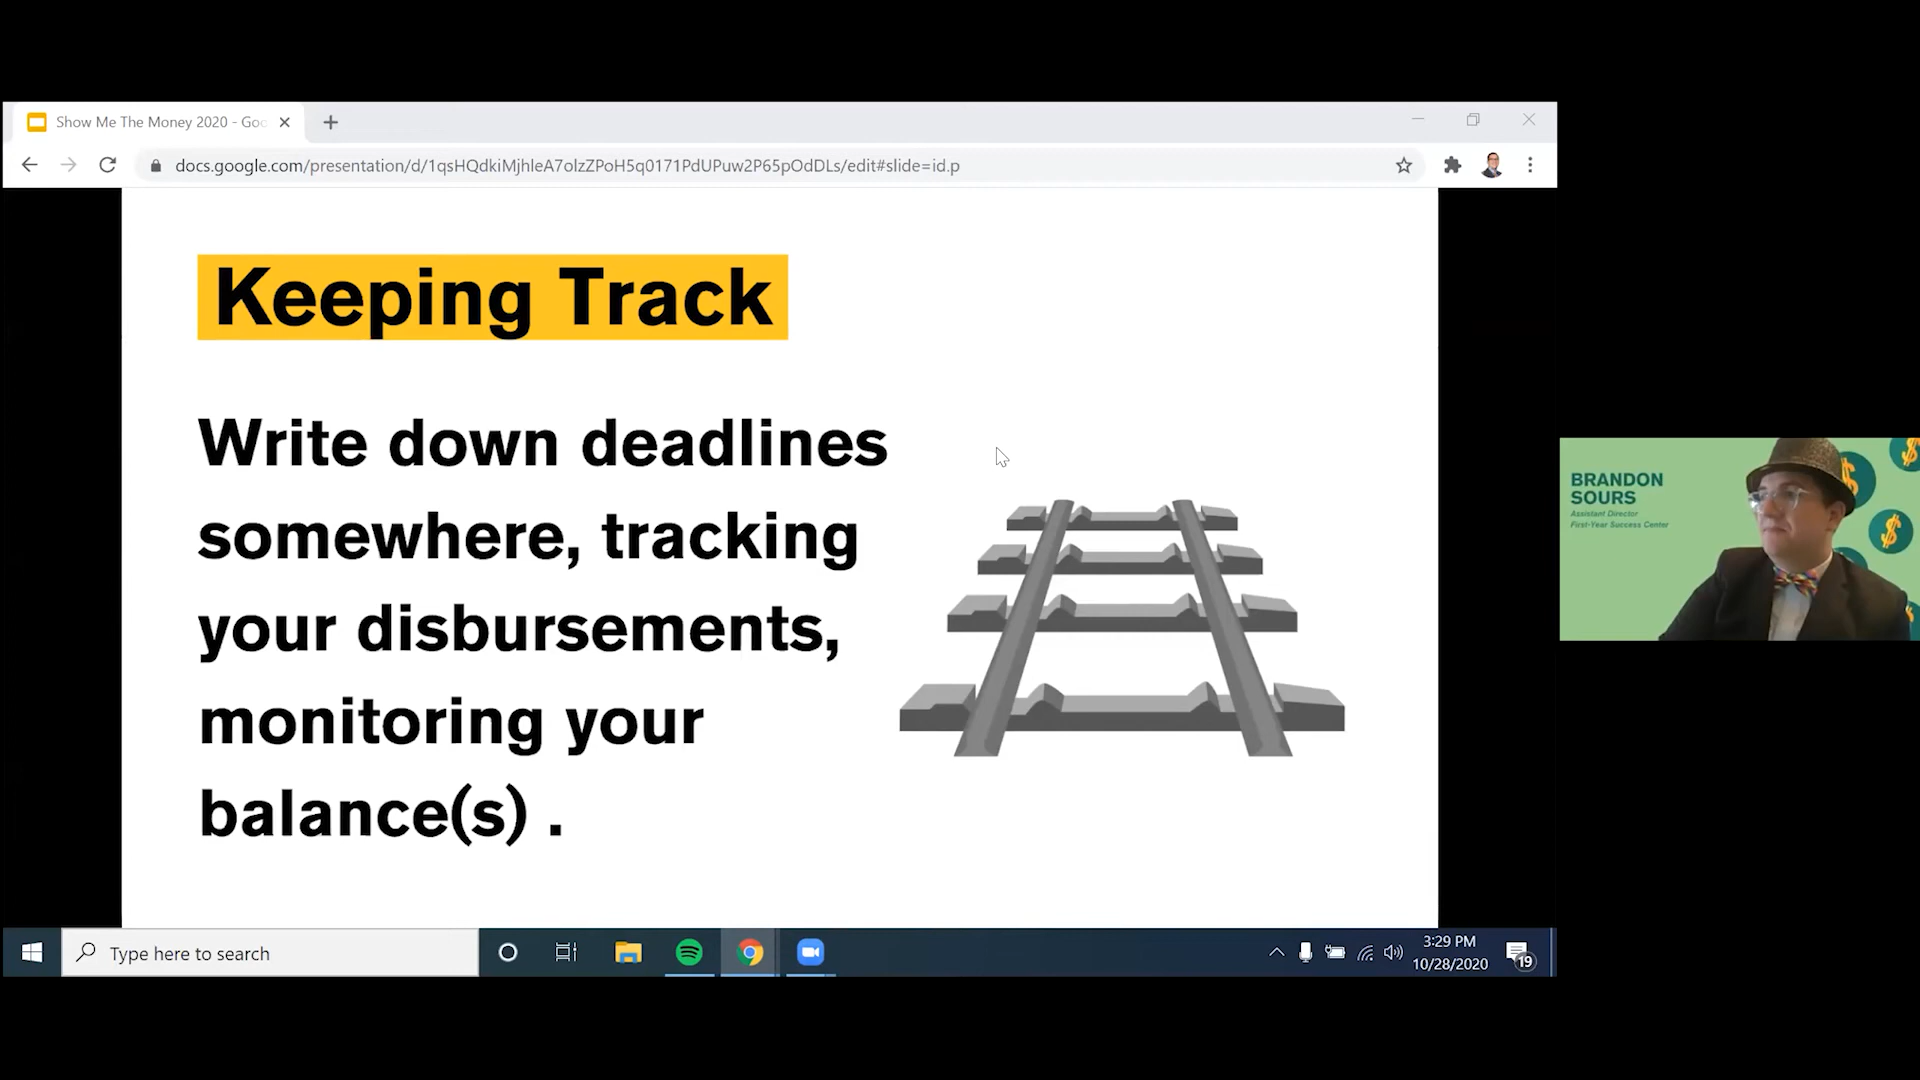 Show Me The Money 2020 - Goo
docs.google.com/presentation/d/1qsHQdkiMjhleA7olzZPoH5q0171PdUPuw2P65pOdDLs/edit#slide=id.p
Keeping Track
Write down deadlines
somewhere, tracking
your disbursements,
monitoring your
balance(s) .
BRANDON
SOURS
Assistant Director
First-Year Success Center
$
$
$
Type here to search
3:29 PM
10/28/2020
19